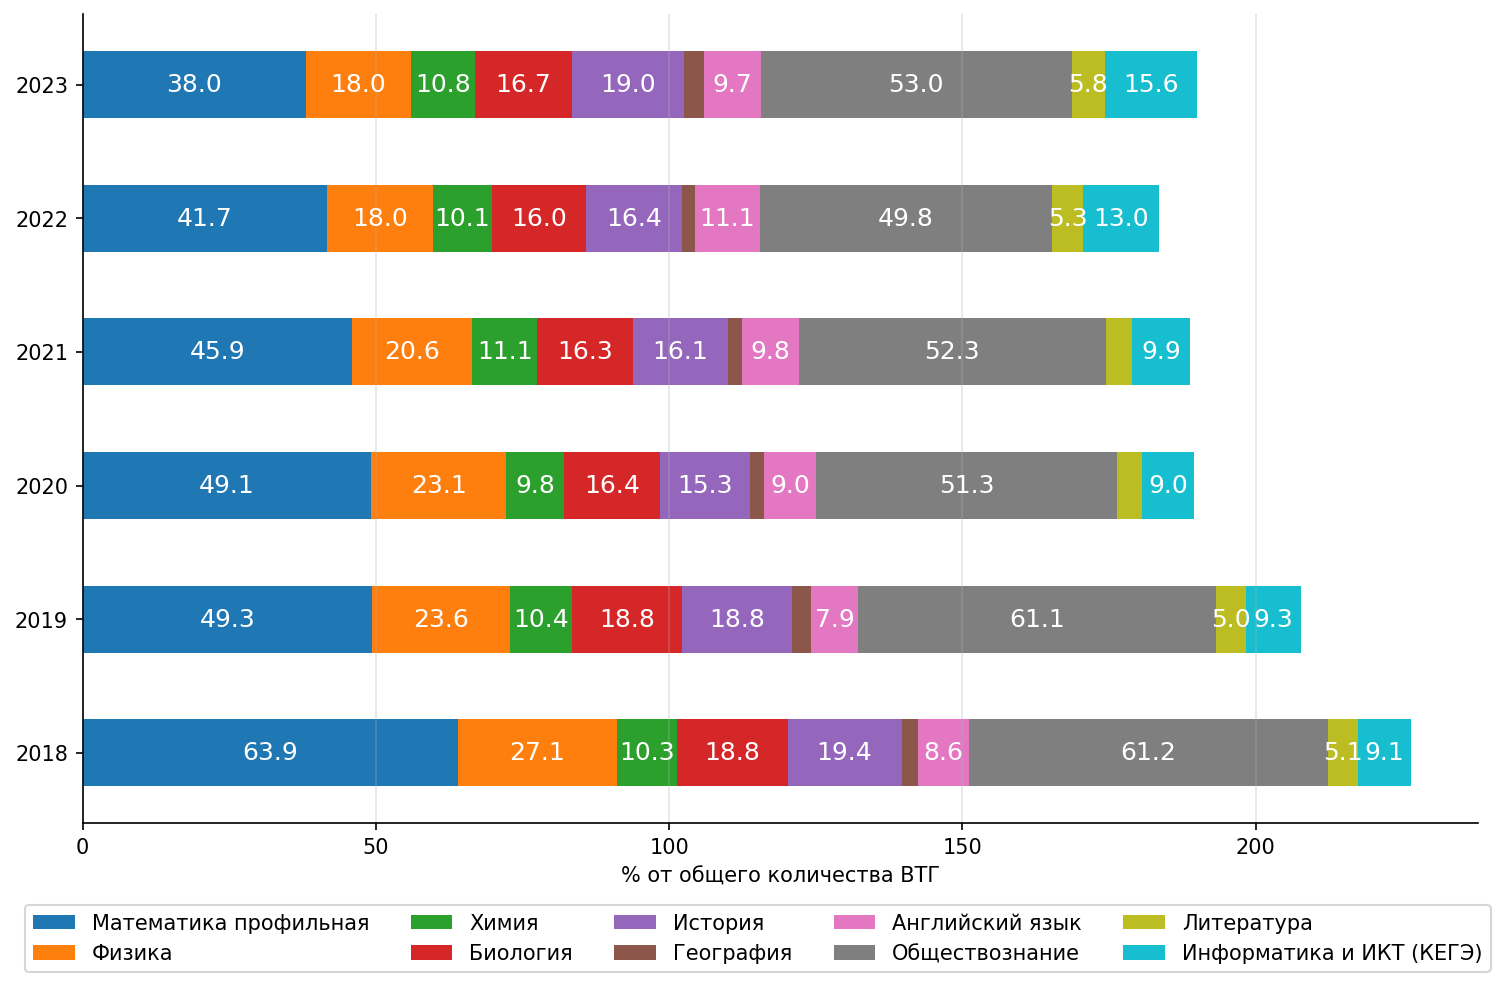 2023 38.0 18.0 10.8 16.7 19.0 9.7 53.0 5.8 15.6
2022 41.7 18.0 10.1 16.0 16.4 11.1 49.8 5.3 13.0
2021 45.9 20.6 11.1 16.3 16.1 9.8 52.3 9.9
2020 49.1 23.1 9.8 16.4 15.3 9.0 51.3 9.0
2019 49.3 23.6 10.4 18.8 18.8 7.9 61.1 5.0 9.3
2018 63.9 27.1 10.3 18.8 19.4 8.6 61.2 5.1 9.1
0 50 100 150 200
% от общего количества ВТГ
Математика профильная Химия История Английский язык Литература
Физика Биология География Обществознание Информатика и ИКТ (КЕГЭ)